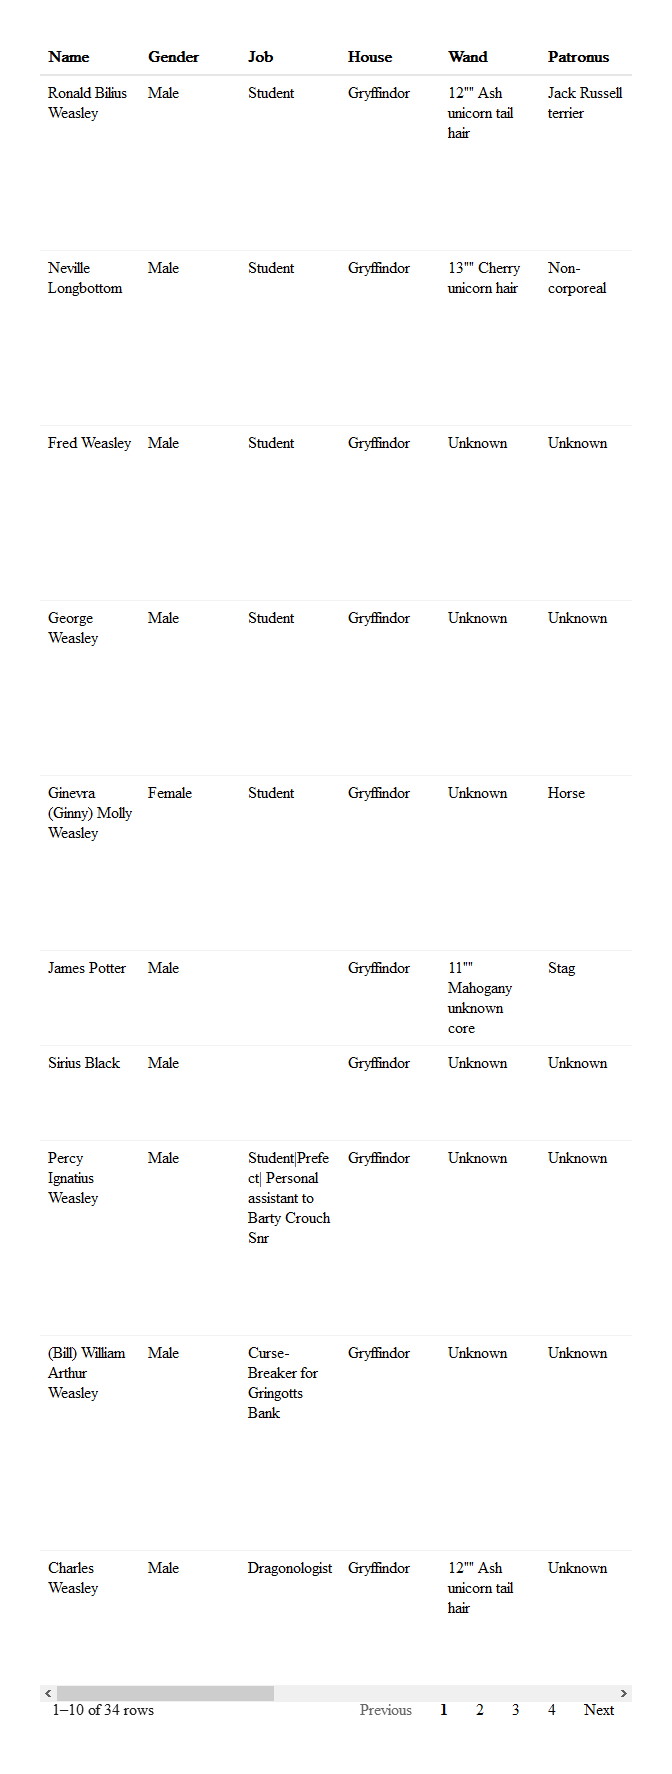 Name Gender Job House Wand Patronus
Ronald Bilius Male Student Gryffindor 12"" Ash Jack Russell
Weasley unicorn tail terrier
hair
Neville Male Student Gryffindor 13"" Cherry Non-
Longbottom unicorn hair corporeal
Fred Weasley Male Student Gryffindor Unknown Unknown
George Male Student Gryffindor Unknown Unknown
Weasley
Ginevra Female Student Gryffindor Unknown Horse
(Ginny) Molly
Weasley
James Potter Male Gryffindor 11"" Stag
Mahogany
unknown
core
Sirius Black Male Gryffindor Unknown Unknown
Percy Male Student|Prefe Gryffindor Unknown Unknown
Ignatius ct| Personal
Weasley assistant to
Barty Crouch
Snr
(Bill) William Male Curse- Gryffindor Unknown Unknown
Arthur Breaker for
Weasley Gringotts
Bank
Charles Male Dragonologist Gryffindor 12"" Ash Unknown
Weasley unicorn tail
hair
1–10 of 34 rows Previous 1 2 3 4 Next